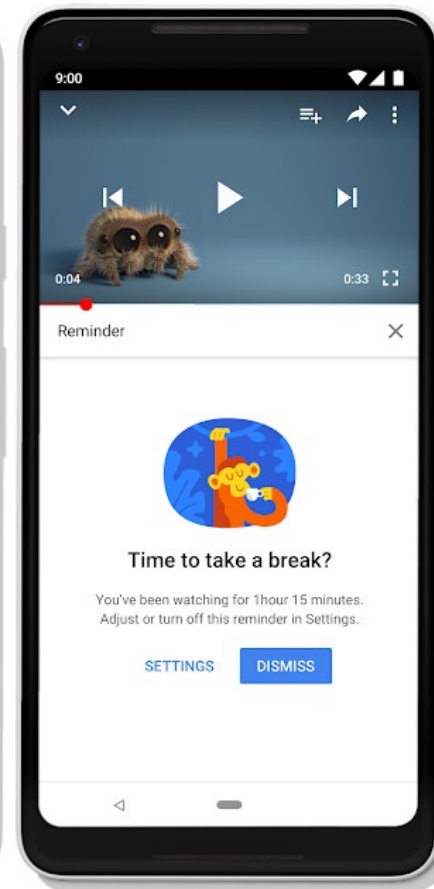 9:00
0:04
0:33
Reminder
Time to take a break?
You've been watching for 1hour 15 minutes.
Adjust or turn off this reminder in Settings.
SETTINGS
DISMISS